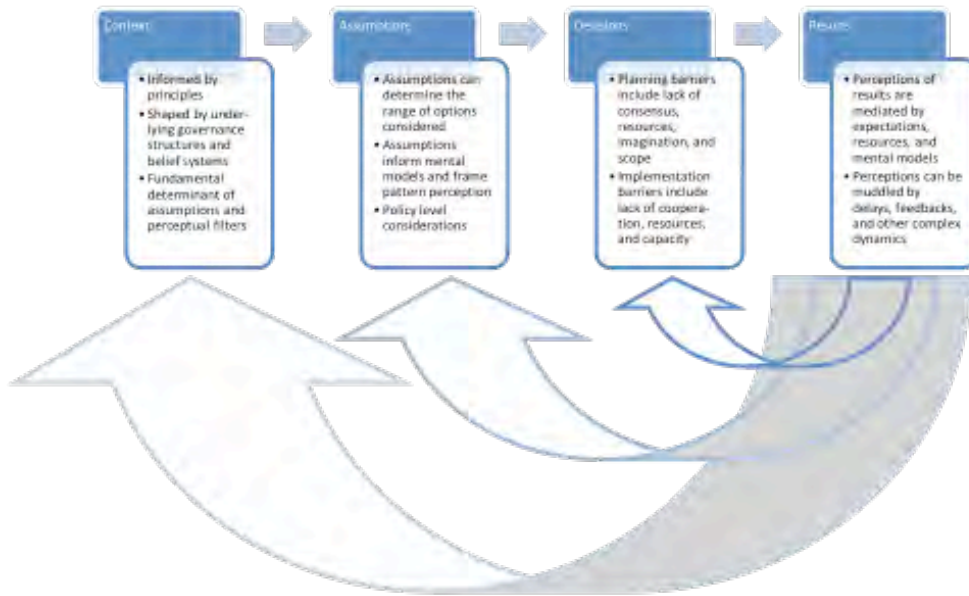 Context
• Informed by
principles
• Shaped by under-
lying governance
structures and
belief systems
• Fundamental
determinant of
assumptions and
perceptual filters
Assumptions
• Assumptions can
determine the
range of options
considered
• Assumptions
inform mental
models and frame
pattern perception
• Policy level
considerations
Decisions
• Planning barriers
include lack of
consensus,
resources,
imagination, and
scope
• Implementation
barriers include
lack of coopera-
tion, resources,
and capacity
Results
• Perceptions of
results are
mediated by
expectations,
resources, and
mental models
• Perceptions can be
muddled by
delays, feedbacks,
and other complex
dynamics